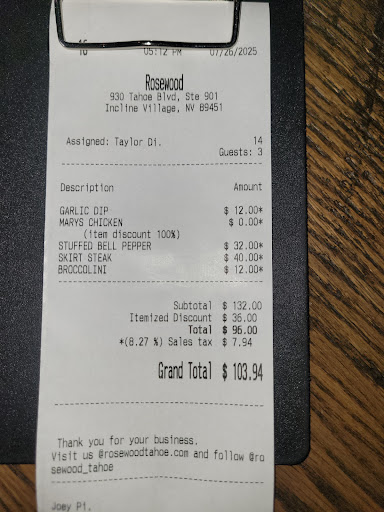 16 05:12 PM 07/26/2025
Rosewood
930 Tahoe Blvd, Ste 901
Incline Village, NV 89451
Assigned: Taylor Di. 14
Guests: 3
Description Amount
GARLIC DIP $ 12.00*
MARYS CHICKEN $ 0.00*
(item discount 100%)
STUFFED BELL PEPPER $ 32.00*
SKIRT STEAK $ 40.00*
BROCCOLINI $ 12.00*
Subtotal $ 132.00
Itemized Discount $ 36.00
Total $ 96.00
*(8.27 %) Sales tax $ 7.94
Grand Total $ 103.94
Thank you for your business.
Visit us @rosewoodtahoe.com and follow @ro
sewood_tahoe
Joey Pi.